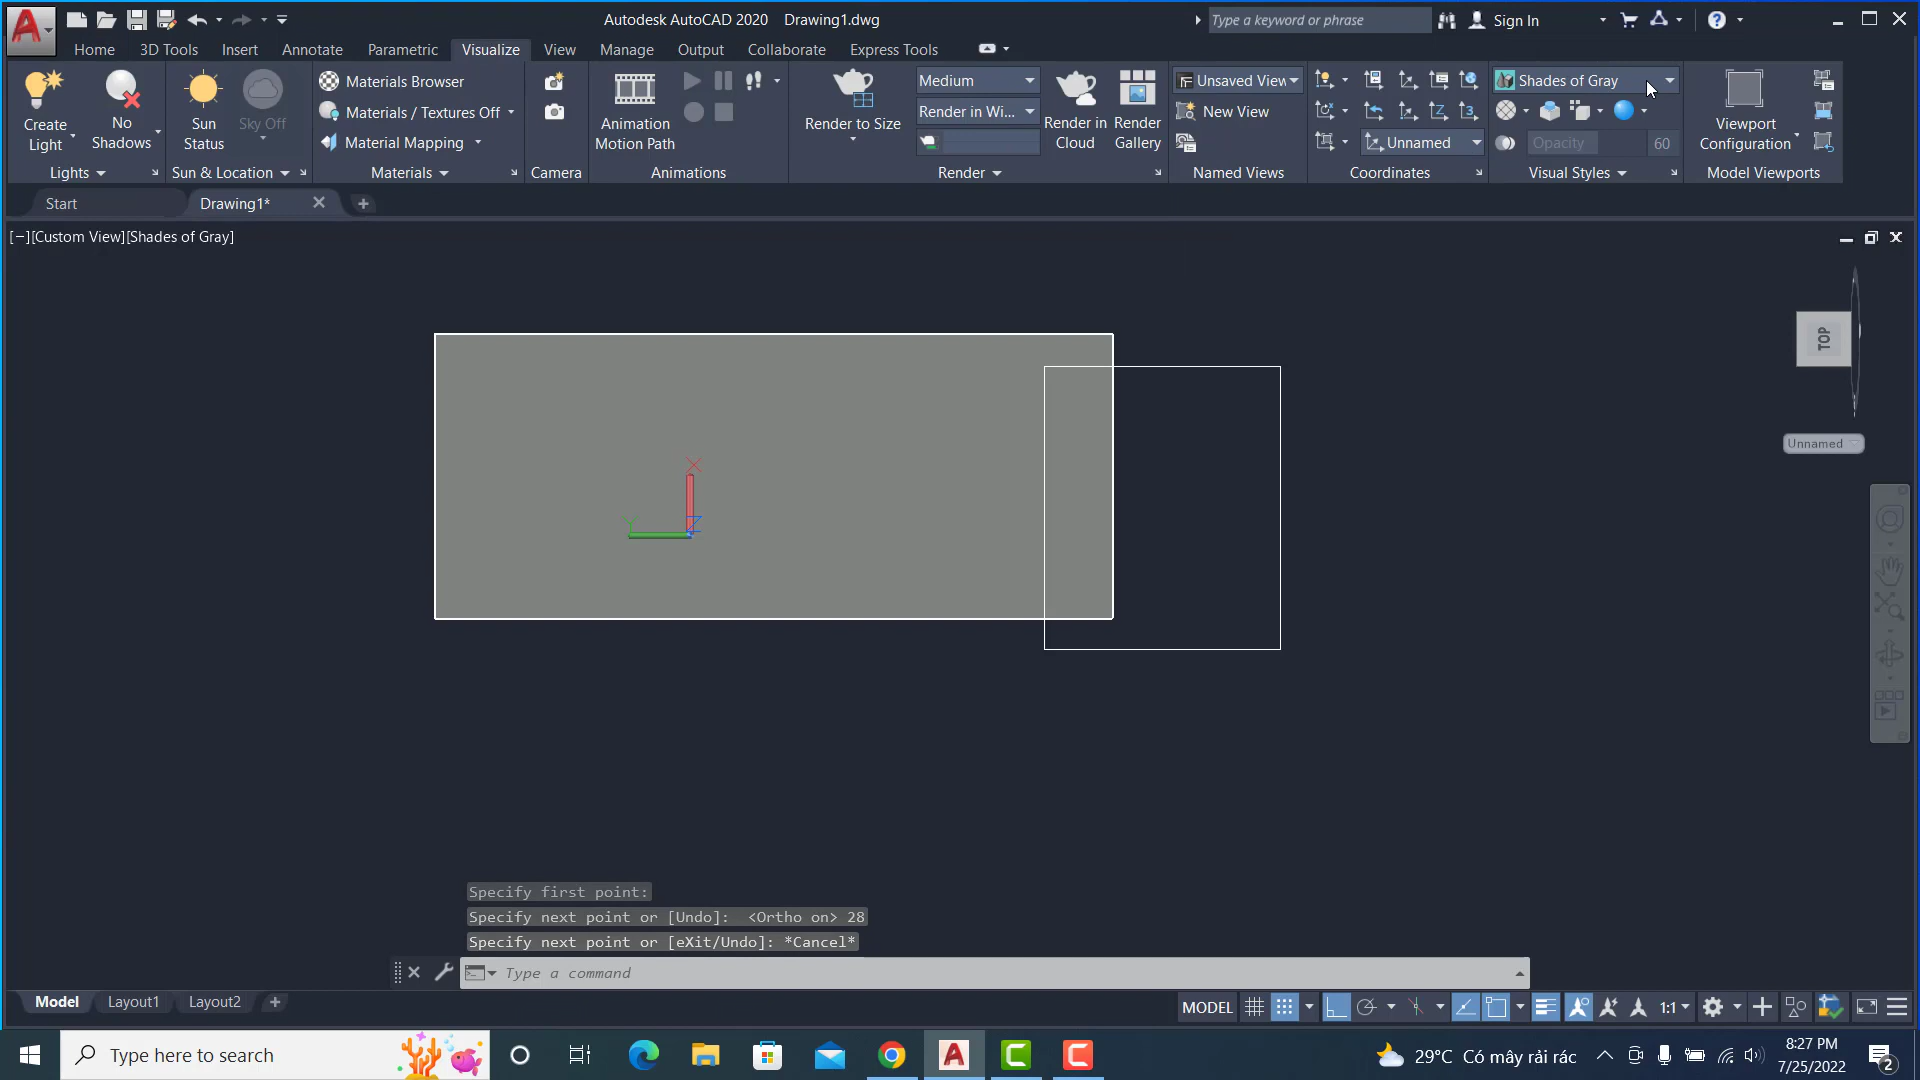 Autodesk AutoCAD 2020 Drawing1.dwg
Type a keyword or phrase
Sign In
Home 3D Tools Insert Annotate Parametric Visualize View Manage Output Collaborate Express Tools
Create Light
No Shadows
Lights
Sun Status
Sky Off
Sun & Location
Materials Browser
Materials / Textures Off
Material Mapping
Materials
Camera
Animation Motion Path
Animations
Render to Size
Medium
Render in Wi...
Render in Cloud
Render Gallery
Render
Unsaved View
New View
Named Views
Unnamed
Coordinates
Shades of Gray
Opacity 60
Visual Styles
Viewport Configuration
Model Viewports
Start
Drawing1*
[−][Custom View][Shades of Gray]
TOP
Unnamed
X
Y
Z
Specify first point:
Specify next point or [Undo]: <Ortho on> 28
Specify next point or [eXit/Undo]: *Cancel*
Type a command
Model Layout1 Layout2
MODEL
1:1
Type here to search
29°C Có mây rải rác
8:27 PM
7/25/2022
2